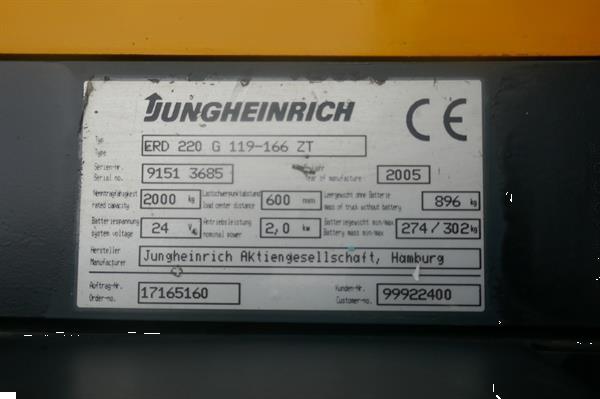 JUNGHEINRICH CE
Typ
Type ERD 220 G 119-166 ZT
Serien-Nr.
Serial no. 9151 3685 Year of manufacture 2005
Nenntragfähigkeit
rated capacity 2000 kg Lastschwerpunktabstand
load center distance 600 mm Leergewicht ohne Batterie
mass of truck without battery 896 kg
Batteriespannung
system voltage 24 V Antriebsleistung
nominal power 2,0 kw Batteriegewicht min/max
Battery mass min/max 274/302 kg
Hersteller
Manufacturer Jungheinrich Aktiengesellschaft, Hamburg
Auftrag-Nr.
Order-no. 17165160 Kunden-Nr.
Customer-no. 99922400